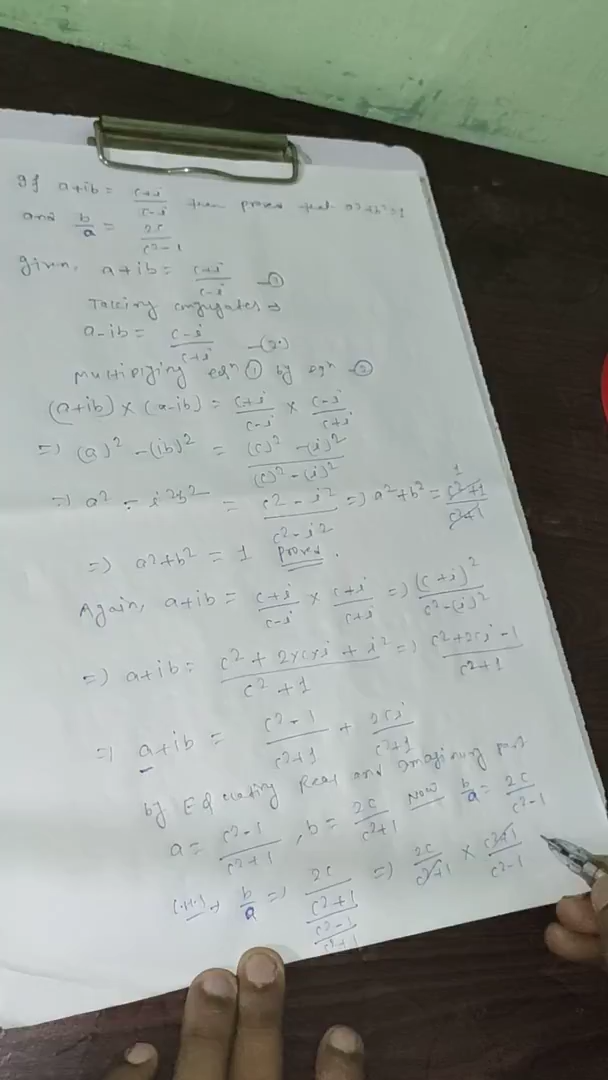 If a+ib = (c+i)/(c-i) then prove that a²+b²=1
and b/a = 2c/(c²-1)
given, a+ib = (c+i)/(c-i) —①
Taking conjugates →
a-ib = (c-i)/(c+i) —②
Multiplying eqⁿ ① by eqⁿ —②
(a+ib)×(a-ib) = (c+i)/(c-i) × (c-i)/(c+i)
=) (a)² -(ib)² = ((c)² -(i)²)/((c)² -(i)²)
=) a² - i²b² = (c² - i²)/(c² - i²) =) a²+b² = (c²+1)/(c²+1) 1
=) a²+b² = 1 proved.
Again, a+ib = (c+i)/(c-i) × (c+i)/(c+i) =) (c+i)²/(c²-(i)²)
=) a+ib = (c² + 2×c×i + i²)/(c²+1) =) (c²+2ci-1)/(c²+1)
=) a+ib = (c²-1)/(c²+1) + 2ci/(c²+1)
by Equating Real and Imaginary part
a = (c²-1)/(c²+1), b = 2c/(c²+1) Now b/a = 2c/(c²-1)
b/a =) (2c/(c²+1))/((c²-1)/(c²+1)) =) 2c/(c²+1) × (c²+1)/(c²-1)